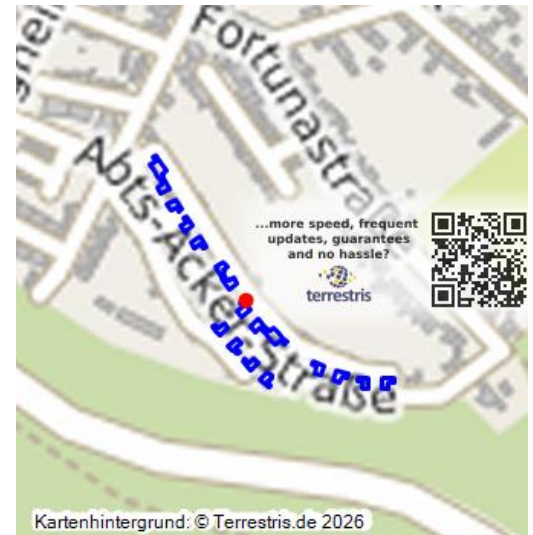 Fortunastraße
Abts-Acker-Straße
...more speed, frequent
updates, guarantees
and no hassle?
terrestris
Kartenhintergrund: © Terrestris.de 2026